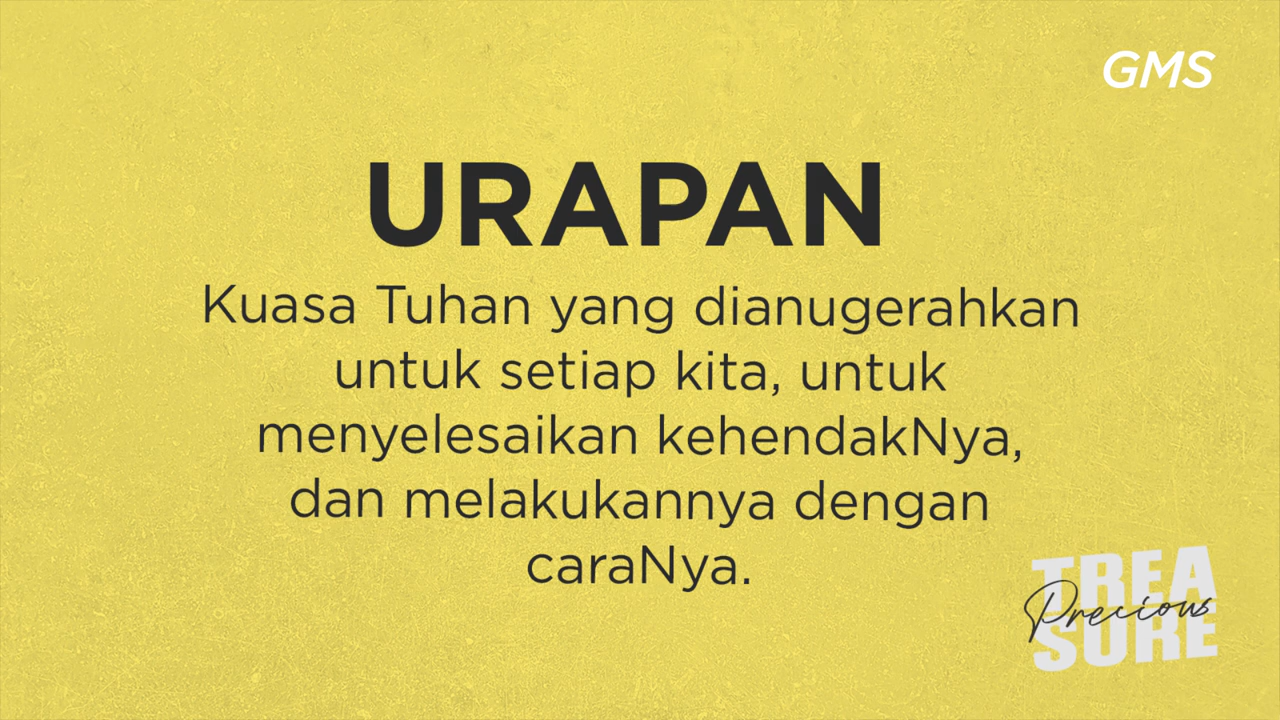 GMS
URAPAN
Kuasa Tuhan yang dianugerahkan
untuk setiap kita, untuk
menyelesaikan kehendakNya,
dan melakukannya dengan
caraNya.
TREA
Precious
SURE